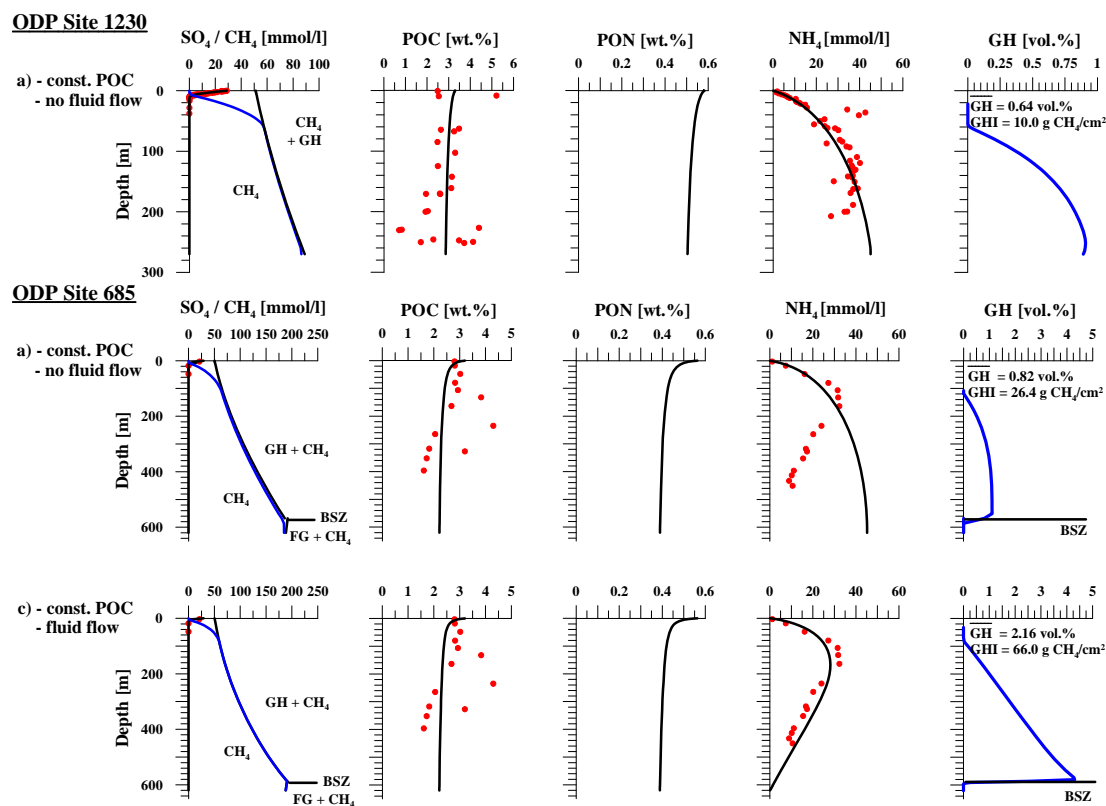 ODP Site 1230
SO4 / CH4 [mmol/l] POC [wt.%] PON [wt.%] NH4 [mmol/l] GH [vol.%]
a) - const. POC
- no fluid flow
0 20 40 60 80 100 0 1 2 3 4 5 6 0 0.2 0.4 0.6 0 20 40 60 0 0.25 0.5 0.75 1
0
100
200
300
Depth [m]
CH4
+ GH
CH4
GH = 0.64 vol.%
GHI = 10.0 g CH4/cm2
ODP Site 685
SO4 / CH4 [mmol/l] POC [wt.%] PON [wt.%] NH4 [mmol/l] GH [vol.%]
a) - const. POC
- no fluid flow
0 50 100 150 200 250 0 1 2 3 4 5 0 0.2 0.4 0.6 0 20 40 60 0 1 2 3 4 5
0
200
400
600
Depth [m]
GH + CH4
CH4
BSZ
FG + CH4
GH = 0.82 vol.%
GHI = 26.4 g CH4/cm2
BSZ
c) - const. POC
- fluid flow
0 50 100 150 200 250 0 1 2 3 4 5 0 0.2 0.4 0.6 0 20 40 60 0 1 2 3 4 5
0
200
400
600
Depth [m]
GH + CH4
CH4
BSZ
FG + CH4
GH = 2.16 vol.%
GHI = 66.0 g CH4/cm2
BSZ